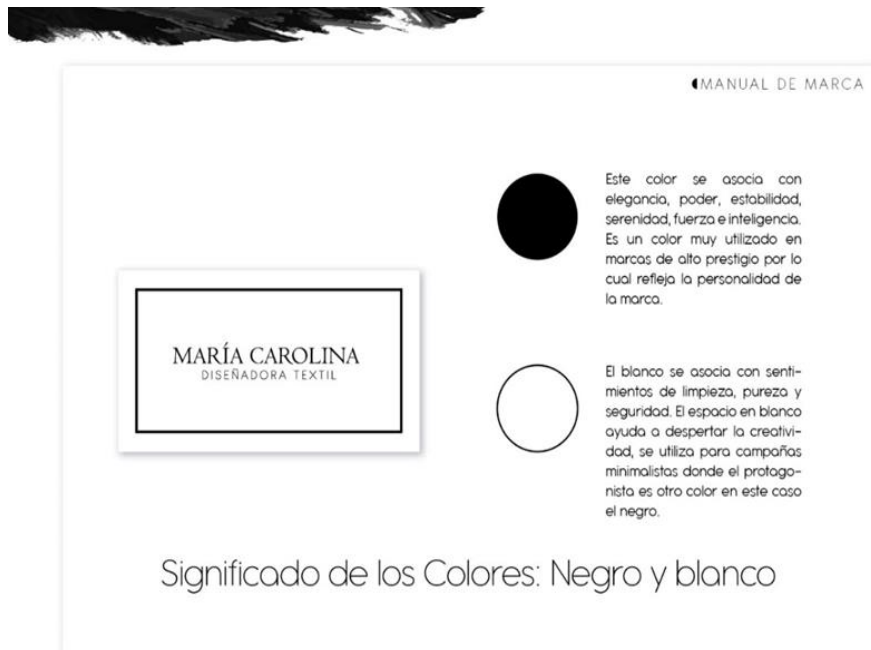 MANUAL DE MARCA
Este color se asocia con
elegancia, poder, estabilidad,
serenidad, fuerza e inteligencia.
Es un color muy utilizado en
marcas de alto prestigio por lo
cual refleja la personalidad de
la marca.
MARÍA CAROLINA
DISEÑADORA TEXTIL
El blanco se asocia con senti-
mientos de limpieza, pureza y
seguridad. El espacio en blanco
ayuda a despertar la creativi-
dad, se utiliza para campañas
minimalistas donde el protago-
nista es otro color en este caso
el negro.
Significado de los Colores: Negro y blanco